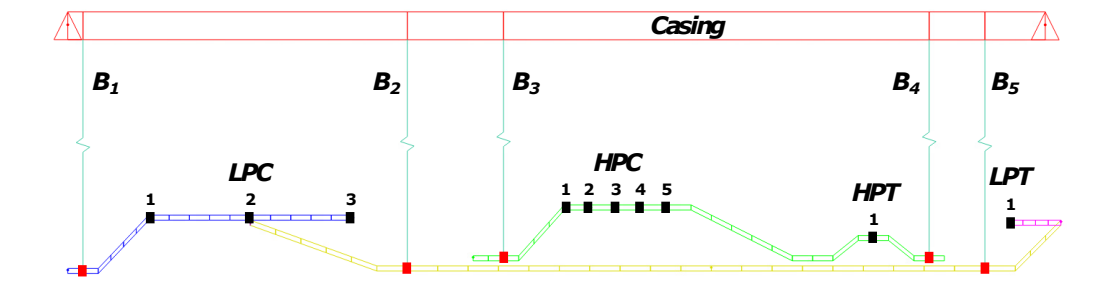 Casing
B₁ B₂ B₃ B₄ B₅
LPC HPC HPT LPT
1 2 3 1 2 3 4 5 1 1